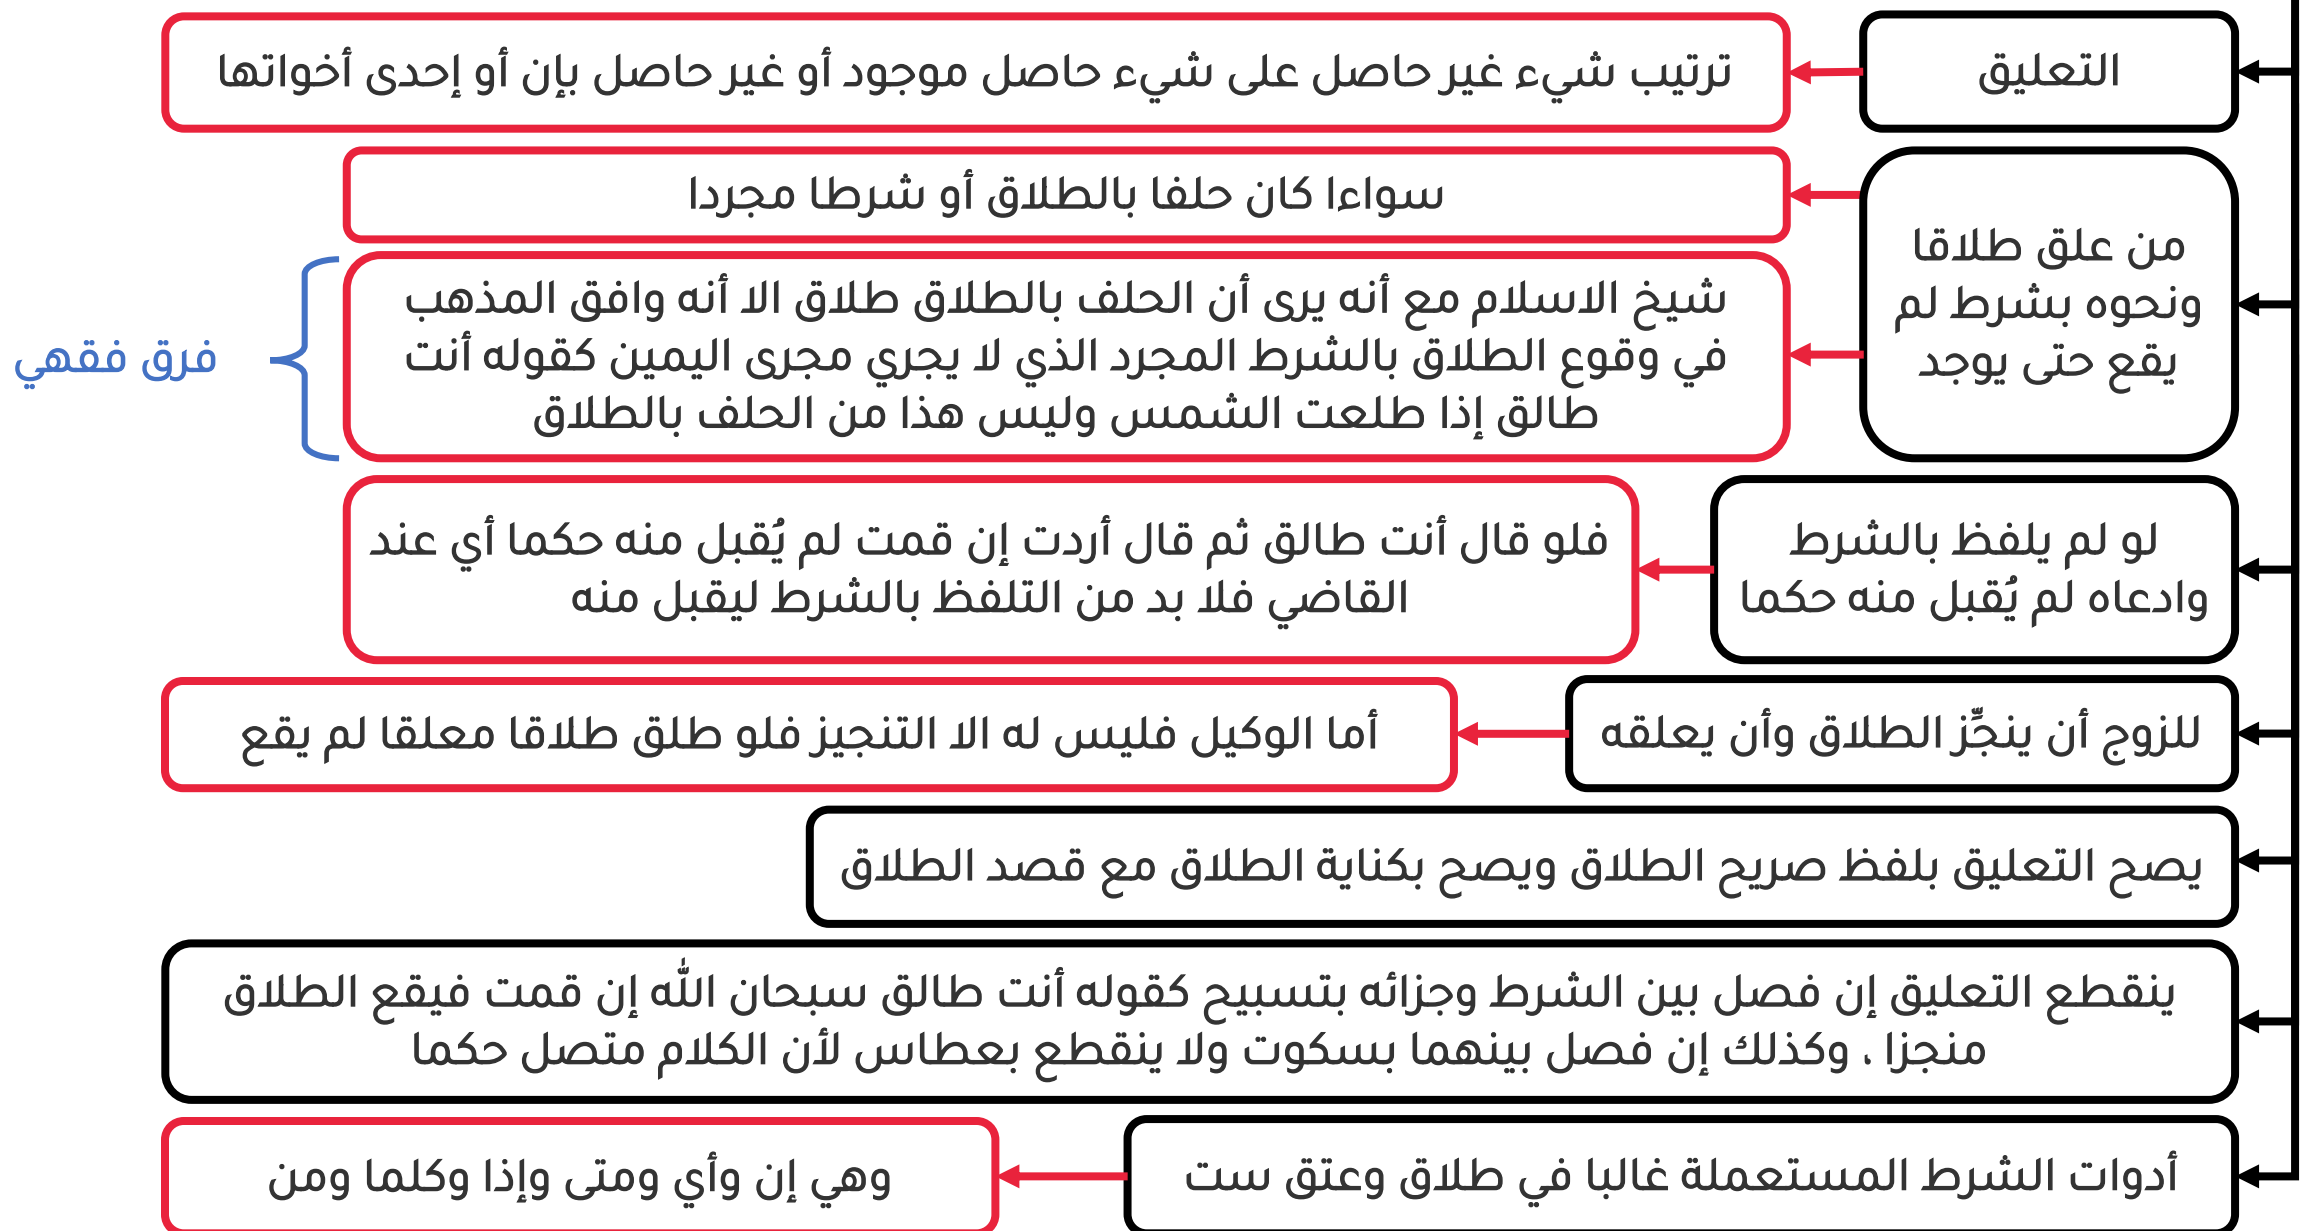 التعليق
ترتيب شيء غير حاصل على شيء حاصل موجود أو غير حاصل بإن أو إحدى أخواتها
من علق طلاقا
ونحوه بشرط لم
يقع حتى يوجد
سواءا كان حلفا بالطلاق أو شرطا مجردا
شيخ الاسلام مع أنه يرى أن الحلف بالطلاق طلاق الا أنه وافق المذهب
في وقوع الطلاق بالشرط المجرد الذي لا يجري مجرى اليمين كقوله أنت
طالق إذا طلعت الشمس وليس هذا من الحلف بالطلاق
فرق فقهي
لو لم يلفظ بالشرط
وادعاه لم يُقبل منه حكما
فلو قال أنت طالق ثم قال أردت إن قمت لم يُقبل منه حكما أي عند
القاضي فلا بد من التلفظ بالشرط ليقبل منه
للزوج أن ينجِّز الطلاق وأن يعلقه
أما الوكيل فليس له الا التنجيز فلو طلق طلاقا معلقا لم يقع
يصح التعليق بلفظ صريح الطلاق ويصح بكناية الطلاق مع قصد الطلاق
ينقطع التعليق إن فصل بين الشرط وجزائه بتسبيح كقوله أنت طالق سبحان الله إن قمت فيقع الطلاق
منجزا ، وكذلك إن فصل بينهما بسكوت ولا ينقطع بعطاس لأن الكلام متصل حكما
أدوات الشرط المستعملة غالبا في طلاق وعتق ست
وهي إن وأي ومتى وإذا وكلما ومن